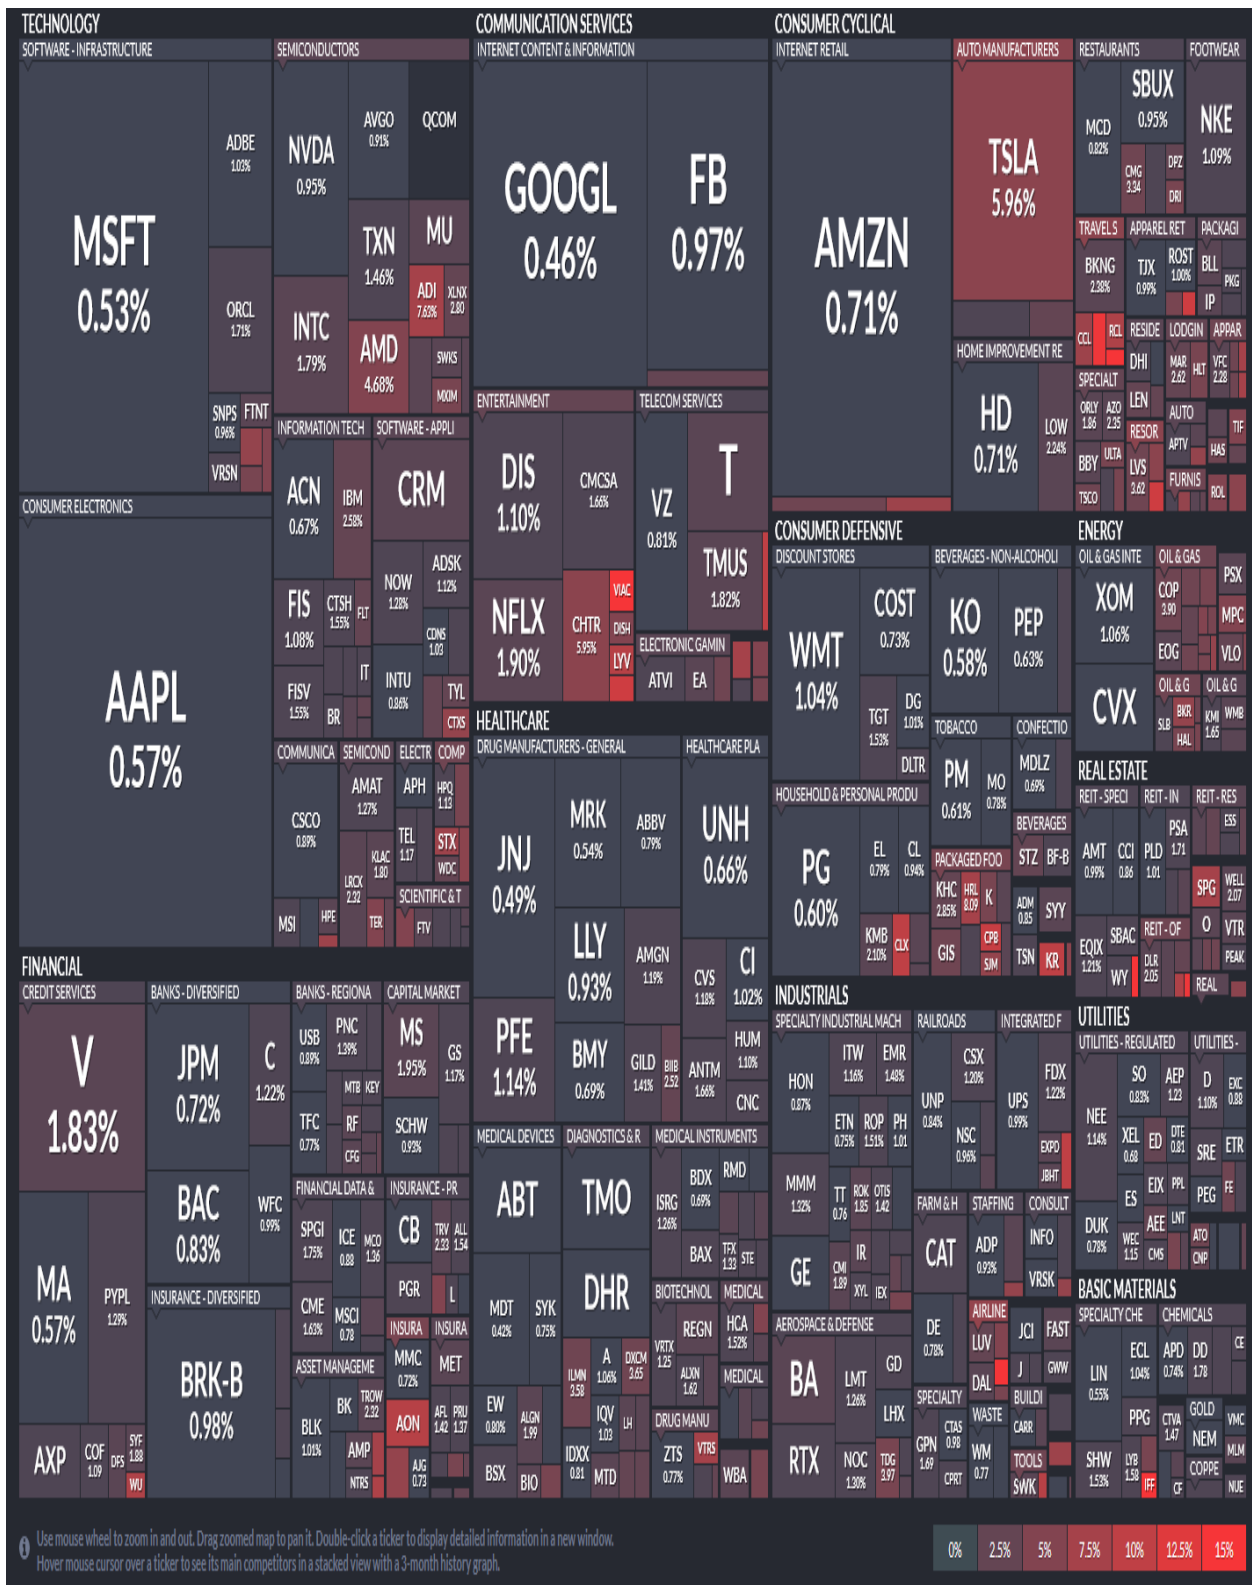 TECHNOLOGY
SOFTWARE - INFRASTRUCTURE
MSFT
0.53%
ADBE
1.03%
ORCL
1.71%
SNPS
0.96%
FTNT
VRSN
SEMICONDUCTORS
NVDA
0.95%
AVGO
0.91%
QCOM
INTC
1.79%
TXN
1.46%
MU
ADI
7.63%
XLNX
2.80
AMD
4.68%
SWKS
MXIM
CONSUMER ELECTRONICS
AAPL
0.57%
INFORMATION TECH
ACN
0.67%
IBM
2.58%
FIS
1.08%
CTSH
1.55%
FLT
FISV
1.55%
IT
BR
SOFTWARE - APPLI
CRM
NOW
1.28%
ADSK
1.12%
CDNS
1.03
INTU
0.86%
TYL
CTXS
COMMUNICA
CSCO
0.89%
MSI
HPE
SEMICOND
AMAT
1.27%
LRCX
2.32
KLAC
1.80
TER
ELECTR
APH
TEL
1.17
COMP
HPQ
1.13
STX
WDC
SCIENTIFIC & T
FTV
COMMUNICATION SERVICES
INTERNET CONTENT & INFORMATION
GOOGL
0.46%
FB
0.97%
ENTERTAINMENT
DIS
1.10%
CMCSA
1.66%
NFLX
1.90%
CHTR
5.95%
VIAC
DISH
LYV
TELECOM SERVICES
VZ
0.81%
T
TMUS
1.82%
ELECTRONIC GAMIN
ATVI
EA
CONSUMER CYCLICAL
INTERNET RETAIL
AMZN
0.71%
AUTO MANUFACTURERS
TSLA
5.96%
HOME IMPROVEMENT RE
HD
0.71%
LOW
2.24%
RESTAURANTS
MCD
0.82%
SBUX
0.95%
CMG
3.34
DPZ
DRI
FOOTWEAR
NKE
1.09%
TRAVEL S
BKNG
2.38%
CCL
RCL
APPAREL RET
TJX
0.99%
ROST
1.00%
PACKAGI
BLL
PKG
IP
RESIDE
DHI
LEN
LODGIN
MAR
2.62
HLT
APPAR
VFC
2.28
SPECIALT
ORLY
1.86
AZO
2.35
BBY
ULTA
TSCO
RESOR
LVS
3.62
AUTO
APTV
FURNIS
HAS
TIF
ROL
CONSUMER DEFENSIVE
DISCOUNT STORES
WMT
1.04%
COST
0.73%
TGT
1.53%
DG
1.01%
DLTR
BEVERAGES - NON-ALCOHOLI
KO
0.58%
PEP
0.63%
TOBACCO
PM
0.61%
MO
0.78%
CONFECTIO
MDLZ
0.69%
HOUSEHOLD & PERSONAL PRODU
PG
0.60%
EL
0.79%
CL
0.94%
KMB
2.10%
CLX
BEVERAGES
STZ
BF-B
PACKAGED FOO
KHC
2.85%
HRL
8.09
K
GIS
CPB
SJM
ADM
0.85
SYY
TSN
KR
ENERGY
OIL & GAS INTE
XOM
1.06%
CVX
OIL & GAS
COP
3.90
EOG
PSX
MPC
VLO
OIL & G
SLB
BKR
HAL
OIL & G
KMI
1.65
WMB
HEALTHCARE
DRUG MANUFACTURERS - GENERAL
JNJ
0.49%
MRK
0.54%
ABBV
0.79%
LLY
0.93%
AMGN
1.19%
PFE
1.14%
BMY
0.69%
GILD
1.41%
BIIB
2.52
HEALTHCARE PLA
UNH
0.66%
CVS
1.18%
CI
1.02%
ANTM
1.66%
HUM
1.10%
CNC
MEDICAL DEVICES
ABT
MDT
0.42%
SYK
0.75%
EW
0.80%
ALGN
1.99
BSX
BIO
DIAGNOSTICS & R
TMO
DHR
ILMN
3.58
A
1.06%
DXCM
3.65
IQV
1.03
LH
IDXX
0.81
MTD
MEDICAL INSTRUMENTS
ISRG
1.26%
BDX
0.69%
RMD
BAX
TFX
1.33
STE
BIOTECHNOL
VRTX
1.25
REGN
ALXN
1.62
MEDICAL
HCA
1.52%
MEDICAL
DRUG MANU
ZTS
0.77%
VTRS
WBA
REAL ESTATE
REIT - SPECI
AMT
0.99%
CCI
0.86
EQIX
1.21%
SBAC
WY
REIT - IN
PLD
1.01
PSA
1.71
REIT - RES
ESS
SPG
WELL
2.07
O
VTR
PEAK
REIT - OF
DLR
2.05
REAL
FINANCIAL
CREDIT SERVICES
V
1.83%
MA
0.57%
PYPL
1.29%
AXP
COF
1.09
DFS
SYF
1.88
WU
BANKS - DIVERSIFIED
JPM
0.72%
C
1.22%
BAC
0.83%
WFC
0.99%
INSURANCE - DIVERSIFIED
BRK-B
0.98%
BANKS - REGIONA
USB
0.89%
PNC
1.39%
TFC
0.77%
MTB
KEY
RF
CFG
CAPITAL MARKET
MS
1.95%
GS
1.17%
SCHW
0.93%
FINANCIAL DATA &
SPGI
1.75%
ICE
0.88
MCO
1.36
CME
1.63%
MSCI
0.78
INSURANCE - PR
CB
TRV
2.33
ALL
1.54
PGR
L
INSURA
MMC
0.72%
AON
AJG
0.73
INSURA
MET
AFL
1.42
PRU
1.37
ASSET MANAGEME
BLK
1.01%
BK
TROW
2.32
AMP
NTRS
INDUSTRIALS
SPECIALTY INDUSTRIAL MACH
HON
0.87%
ITW
1.16%
EMR
1.48%
ETN
0.75%
ROP
1.51%
PH
1.01
MMM
1.32%
TT
0.76
ROK
1.85
OTIS
1.42
GE
CMI
1.89
IR
XYL
IEX
RAILROADS
UNP
0.84%
CSX
1.20%
NSC
0.96%
INTEGRATED F
UPS
0.99%
FDX
1.22%
EXPD
JBHT
AEROSPACE & DEFENSE
BA
LMT
1.26%
GD
LHX
RTX
NOC
1.30%
TDG
3.97
FARM & H
CAT
DE
0.78%
STAFFING
ADP
0.93%
CONSULT
INFO
VRSK
AIRLINE
LUV
DAL
JCI
FAST
J
GWW
SPECIALTY
GPN
1.69
CTAS
0.98
CPRT
WASTE
WM
0.77
BUILDI
CARR
TOOLS
SWK
UTILITIES
UTILITIES - REGULATED
NEE
1.14%
SO
0.83%
AEP
1.23
XEL
0.68
ED
DTE
0.81
DUK
0.78%
ES
EIX
PPL
WEC
1.15
AEE
LNT
CMS
UTILITIES -
D
1.10%
EXC
0.88
SRE
ETR
PEG
FE
ATO
CNP
BASIC MATERIALS
SPECIALTY CHE
LIN
0.55%
ECL
1.04%
SHW
1.53%
PPG
LYB
1.58
IFF
CHEMICALS
APD
0.74%
DD
1.78
CE
CTVA
1.47
CF
GOLD
NEM
COPPE
VMC
MLM
NUE
Use mouse wheel to zoom in and out. Drag zoomed map to pan it. Double-click a ticker to display detailed information in a new window.
Hover mouse cursor over a ticker to see its main competitors in a stacked view with a 3-month history graph.
0% 2.5% 5% 7.5% 10% 12.5% 15%